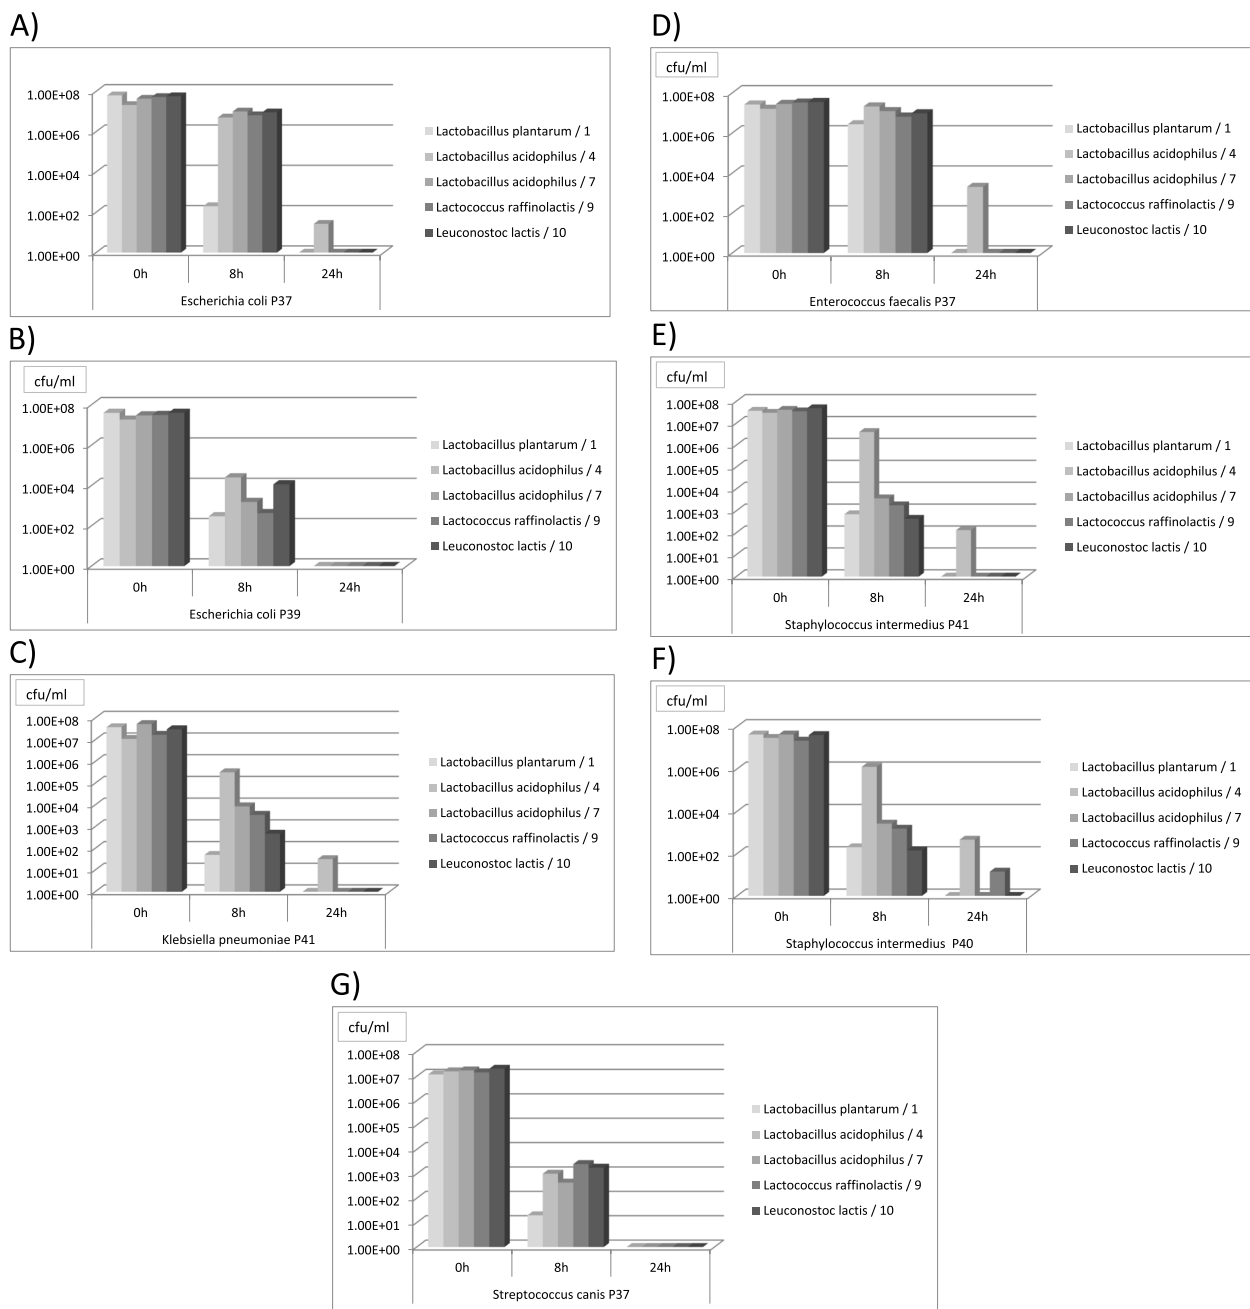 A)
1.00E+08
1.00E+06
1.00E+04
1.00E+02
1.00E+00
0h 8h 24h
Escherichia coli P37
Lactobacillus plantarum / 1
Lactobacillus acidophilus / 4
Lactobacillus acidophilus / 7
Lactococcus raffinolactis / 9
Leuconostoc lactis / 10
B)
cfu/ml
1.00E+08
1.00E+06
1.00E+04
1.00E+02
1.00E+00
0h 8h 24h
Escherichia coli P39
Lactobacillus plantarum / 1
Lactobacillus acidophilus / 4
Lactobacillus acidophilus / 7
Lactococcus raffinolactis / 9
Leuconostoc lactis / 10
C)
cfu/ml
1.00E+08
1.00E+07
1.00E+06
1.00E+05
1.00E+04
1.00E+03
1.00E+02
1.00E+01
1.00E+00
0h 8h 24h
Klebsiella pneumoniae P41
Lactobacillus plantarum / 1
Lactobacillus acidophilus / 4
Lactobacillus acidophilus / 7
Lactococcus raffinolactis / 9
Leuconostoc lactis / 10
D)
cfu/ml
1.00E+08
1.00E+06
1.00E+04
1.00E+02
1.00E+00
0h 8h 24h
Enterococcus faecalis P37
Lactobacillus plantarum / 1
Lactobacillus acidophilus / 4
Lactobacillus acidophilus / 7
Lactococcus raffinolactis / 9
Leuconostoc lactis / 10
E)
cfu/ml
1.00E+08
1.00E+07
1.00E+06
1.00E+05
1.00E+04
1.00E+03
1.00E+02
1.00E+01
1.00E+00
0h 8h 24h
Staphylococcus intermedius P41
Lactobacillus plantarum / 1
Lactobacillus acidophilus / 4
Lactobacillus acidophilus / 7
Lactococcus raffinolactis / 9
Leuconostoc lactis / 10
F)
cfu/ml
1.00E+08
1.00E+06
1.00E+04
1.00E+02
1.00E+00
0h 8h 24h
Staphylococcus intermedius P40
Lactobacillus plantarum / 1
Lactobacillus acidophilus / 4
Lactobacillus acidophilus / 7
Lactococcus raffinolactis / 9
Leuconostoc lactis / 10
G)
cfu/ml
1.00E+08
1.00E+07
1.00E+06
1.00E+05
1.00E+04
1.00E+03
1.00E+02
1.00E+01
1.00E+00
0h 8h 24h
Streptococcus canis P37
Lactobacillus plantarum / 1
Lactobacillus acidophilus / 4
Lactobacillus acidophilus / 7
Lactococcus raffinolactis / 9
Leuconostoc lactis / 10